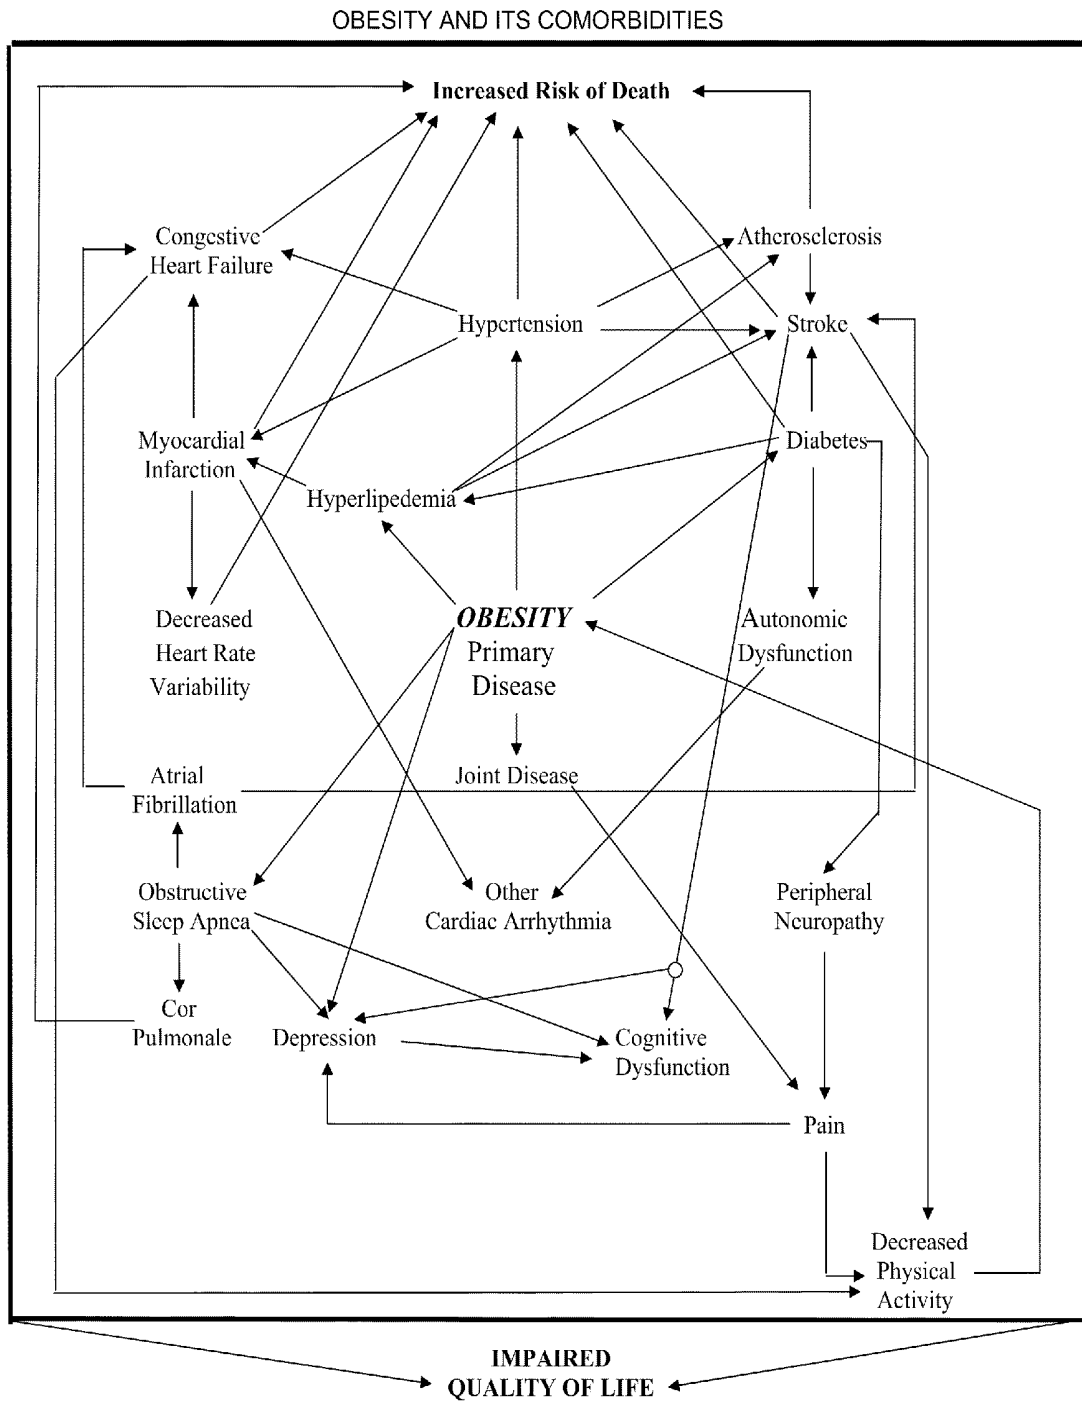 OBESITY AND ITS COMORBIDITIES
Increased Risk of Death
Congestive
Heart Failure
Atherosclerosis
Hypertension
Stroke
Myocardial
Infarction
Diabetes
Hyperlipedemia
Decreased
Heart Rate
Variability
OBESITY
Primary
Disease
Autonomic
Dysfunction
Atrial
Fibrillation
Joint Disease
Obstructive
Sleep Apnea
Other
Cardiac Arrhythmia
Peripheral
Neuropathy
Cor
Pulmonale
Depression
Cognitive
Dysfunction
Pain
Decreased
Physical
Activity
IMPAIRED
QUALITY OF LIFE